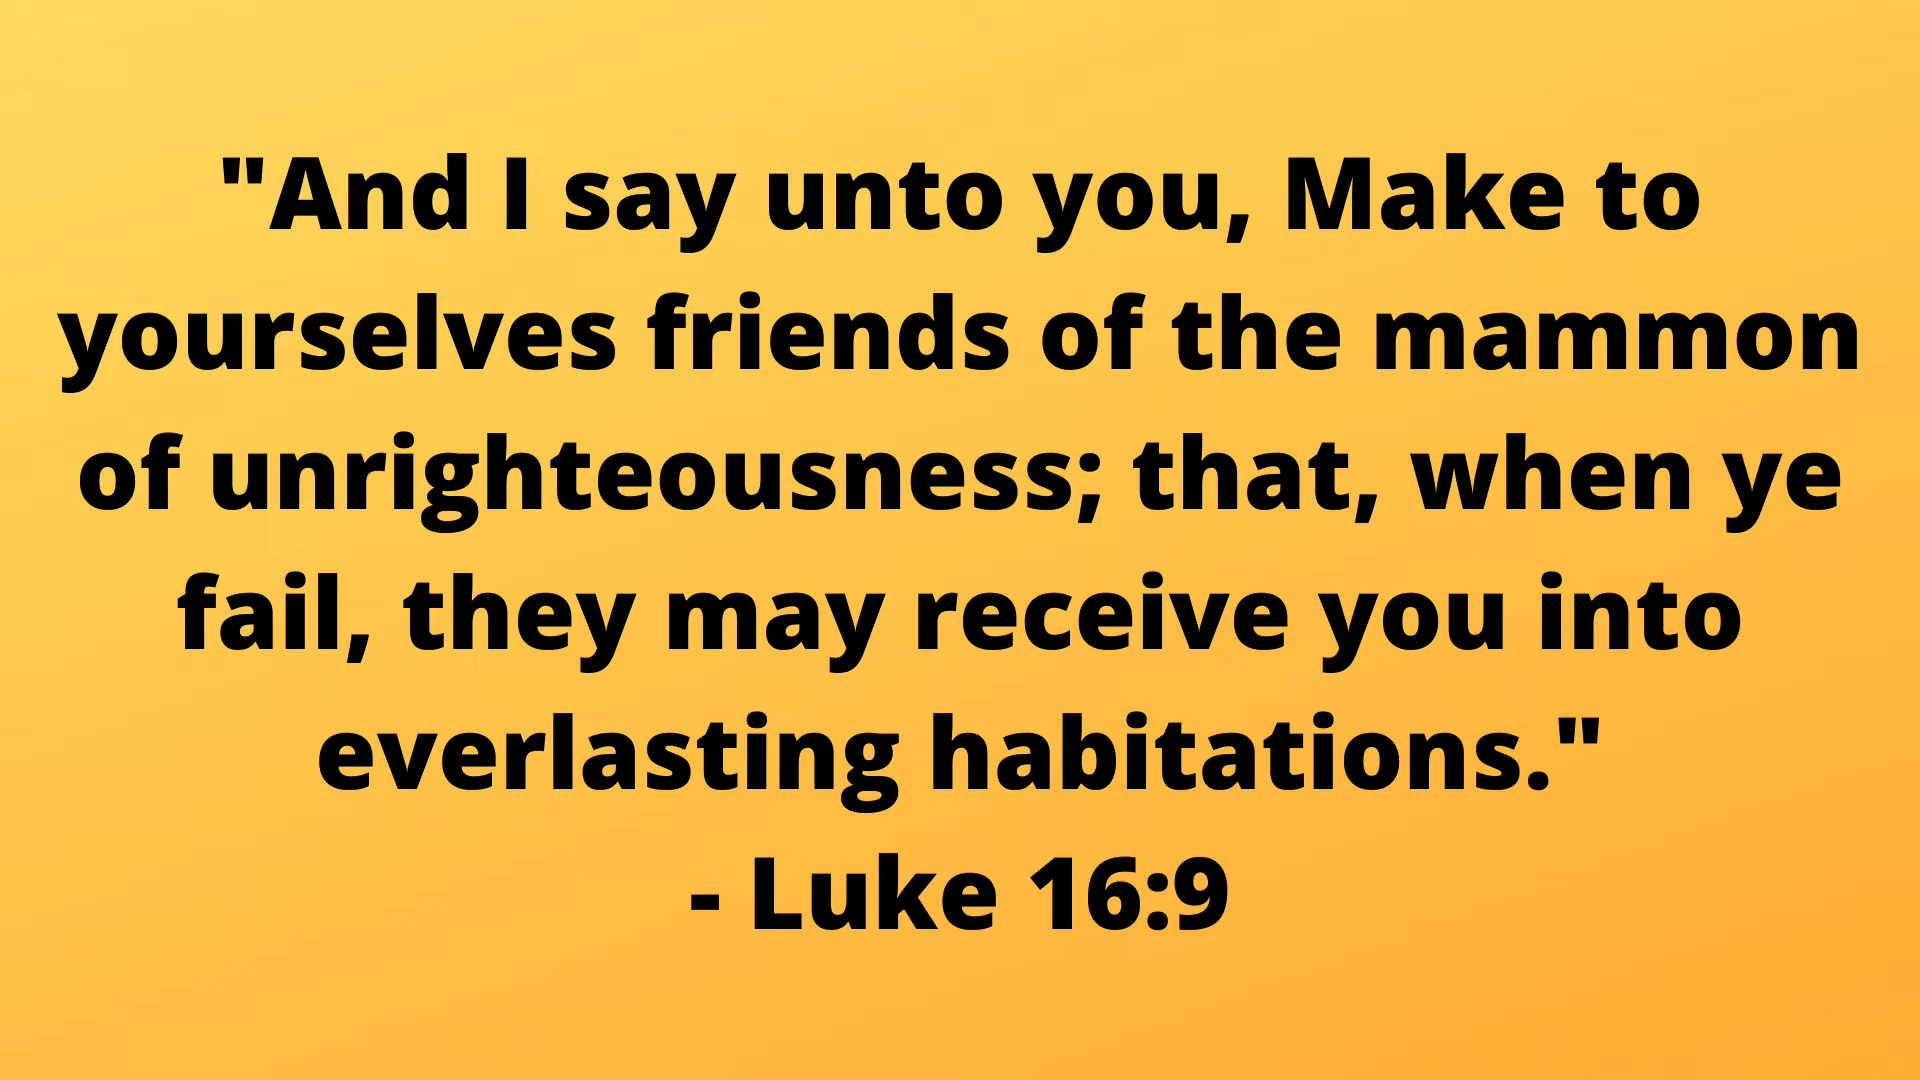 "And I say unto you, Make to
yourselves friends of the mammon
of unrighteousness; that, when ye
fail, they may receive you into
everlasting habitations."
- Luke 16:9